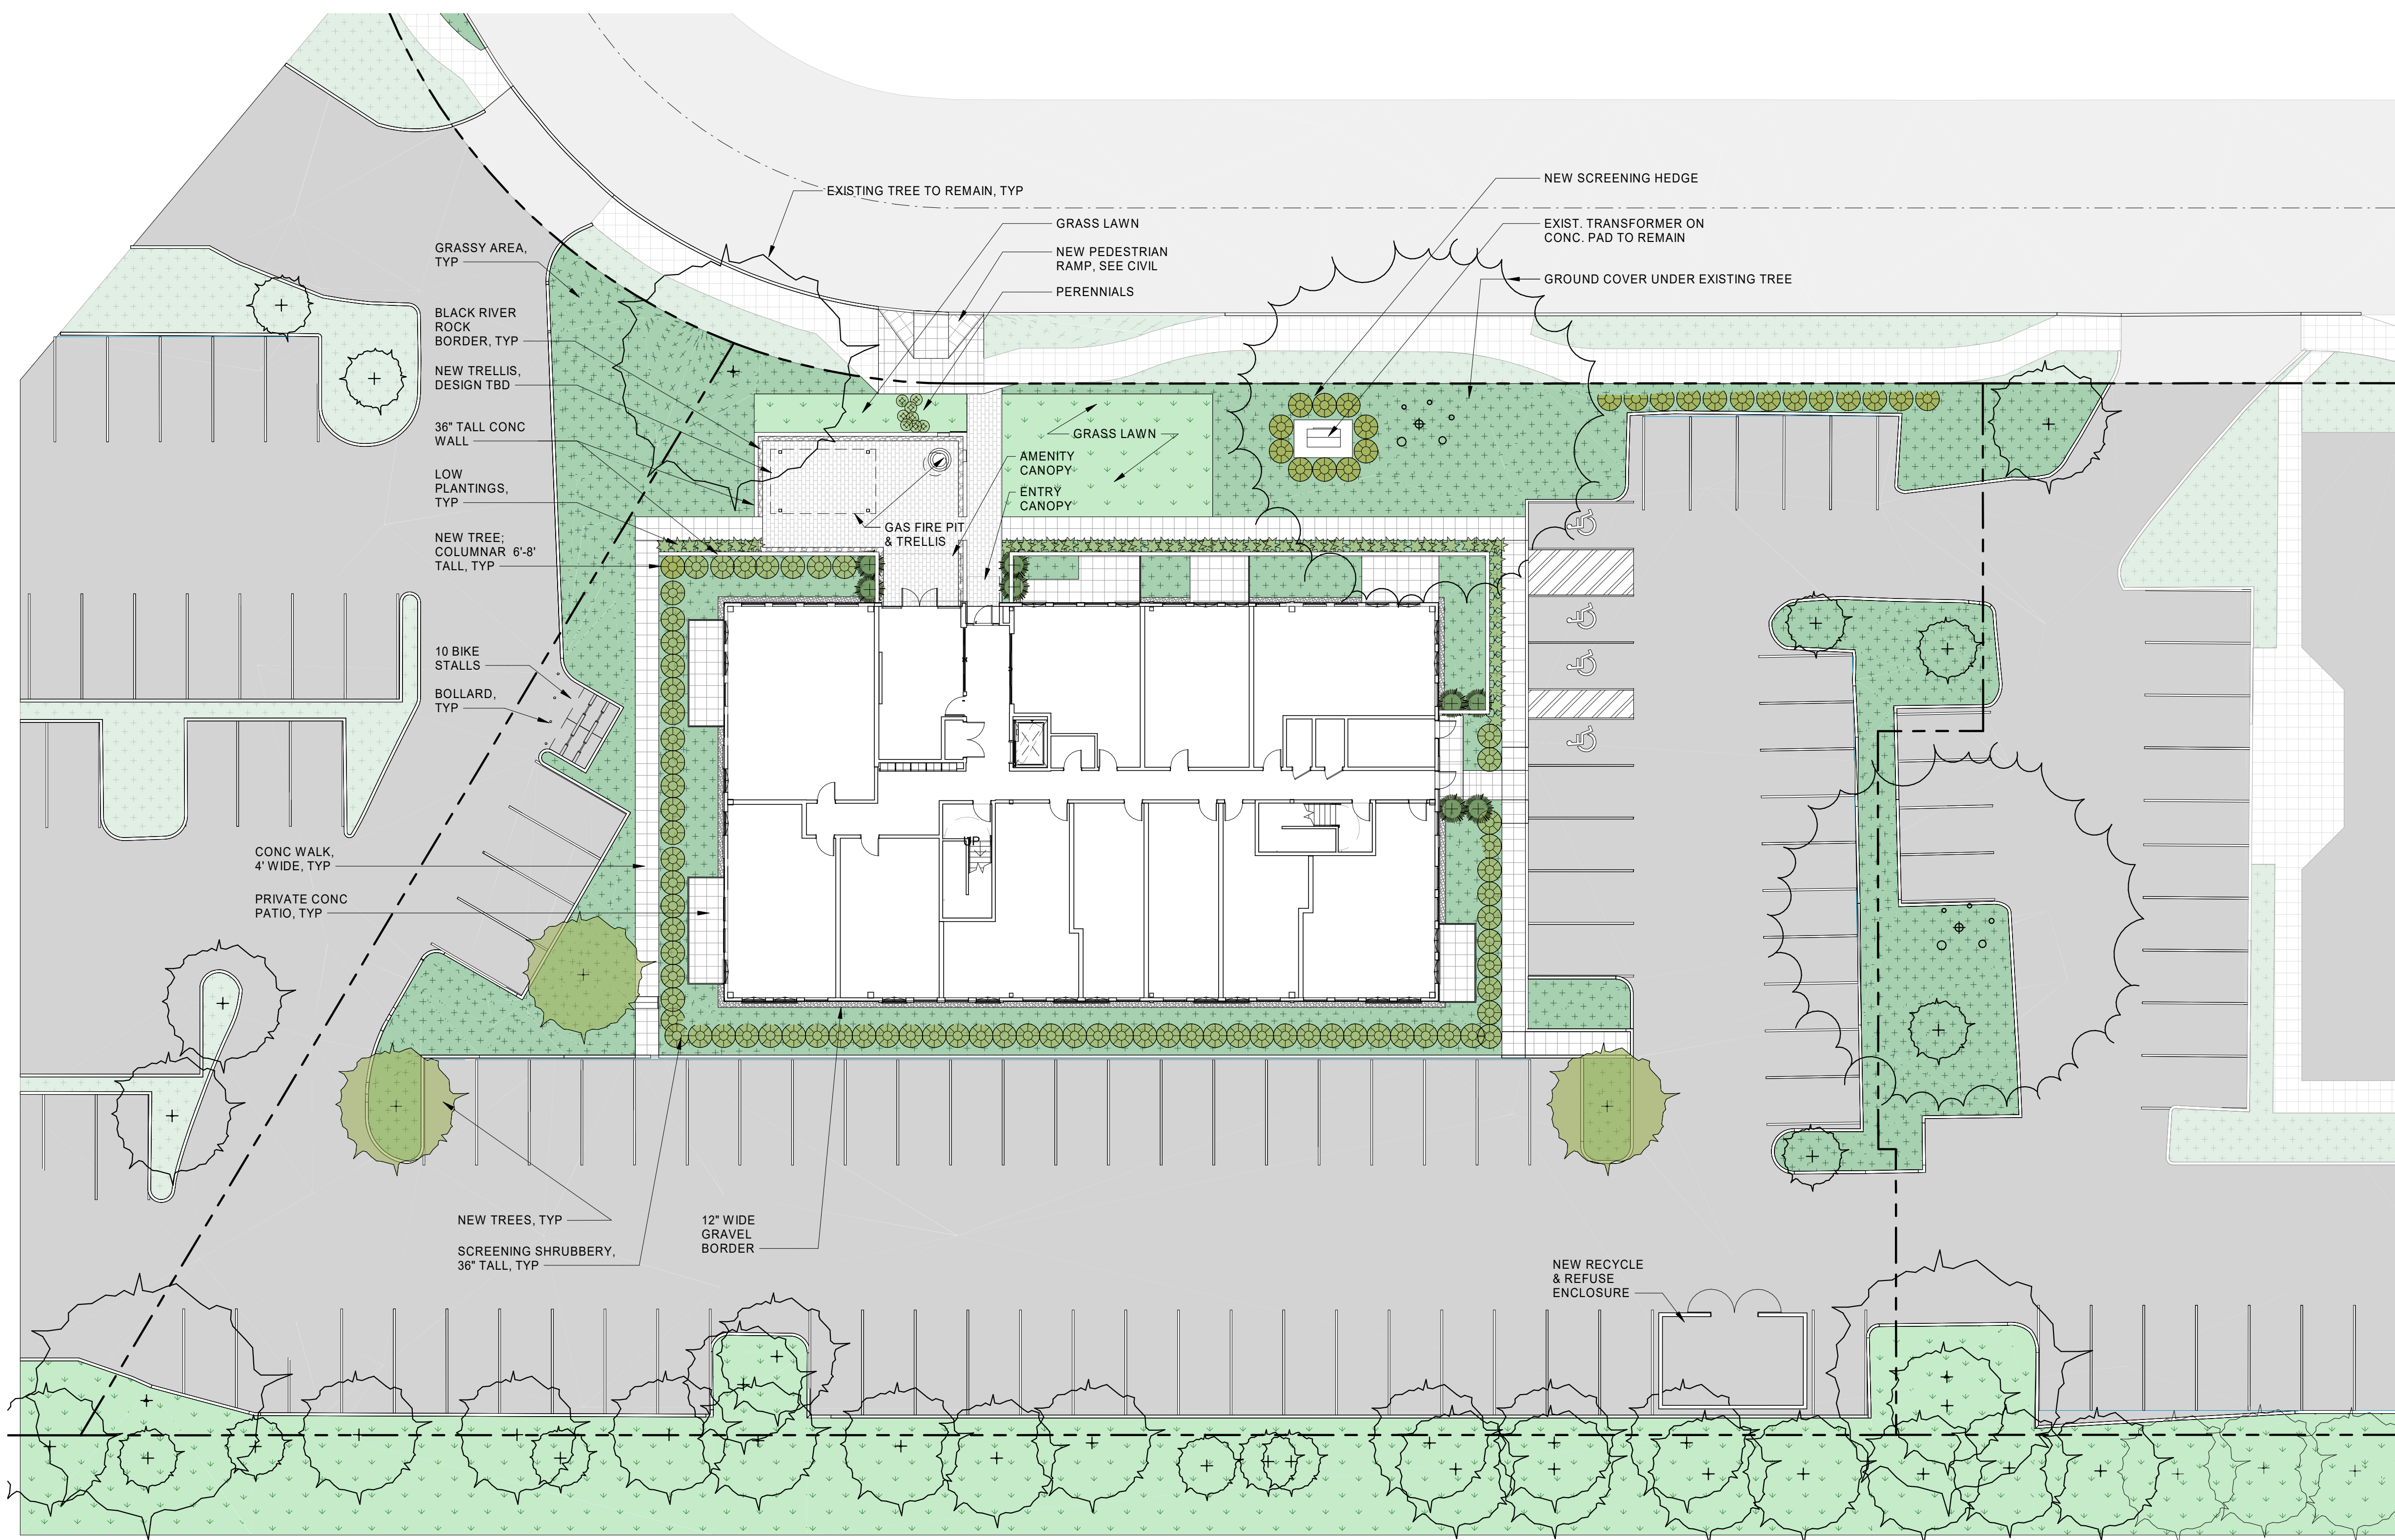 EXISTING TREE TO REMAIN, TYP
GRASS LAWN
NEW PEDESTRIAN
RAMP, SEE CIVIL
PERENNIALS
NEW SCREENING HEDGE
EXIST. TRANSFORMER ON
CONC. PAD TO REMAIN
GROUND COVER UNDER EXISTING TREE
GRASSY AREA,
TYP
BLACK RIVER
ROCK
BORDER, TYP
NEW TRELLIS,
DESIGN TBD
36" TALL CONC
WALL
LOW
PLANTINGS,
TYP
NEW TREE;
COLUMNAR 6'-8'
TALL, TYP
GRASS LAWN
AMENITY
CANOPY
ENTRY
CANOPY
GAS FIRE PIT
& TRELLIS
10 BIKE
STALLS
BOLLARD,
TYP
UP
CONC WALK,
4' WIDE, TYP
PRIVATE CONC
PATIO, TYP
NEW TREES, TYP
SCREENING SHRUBBERY,
36" TALL, TYP
12" WIDE
GRAVEL
BORDER
NEW RECYCLE
& REFUSE
ENCLOSURE